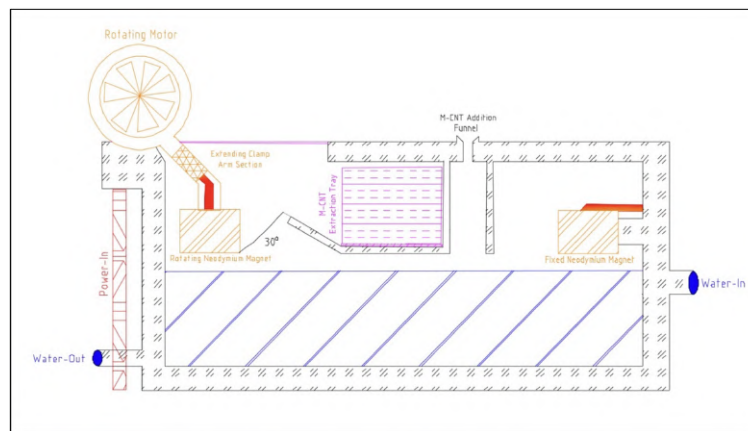 Rotating Motor
M-CNT Addition
Funnel
Extending Clamp
Arm Section
M-CNT
Extraction Tray
30°
Rotating Neodymium Magnet
Fixed Neodymium Magnet
Power-In
Water-In
Water-Out